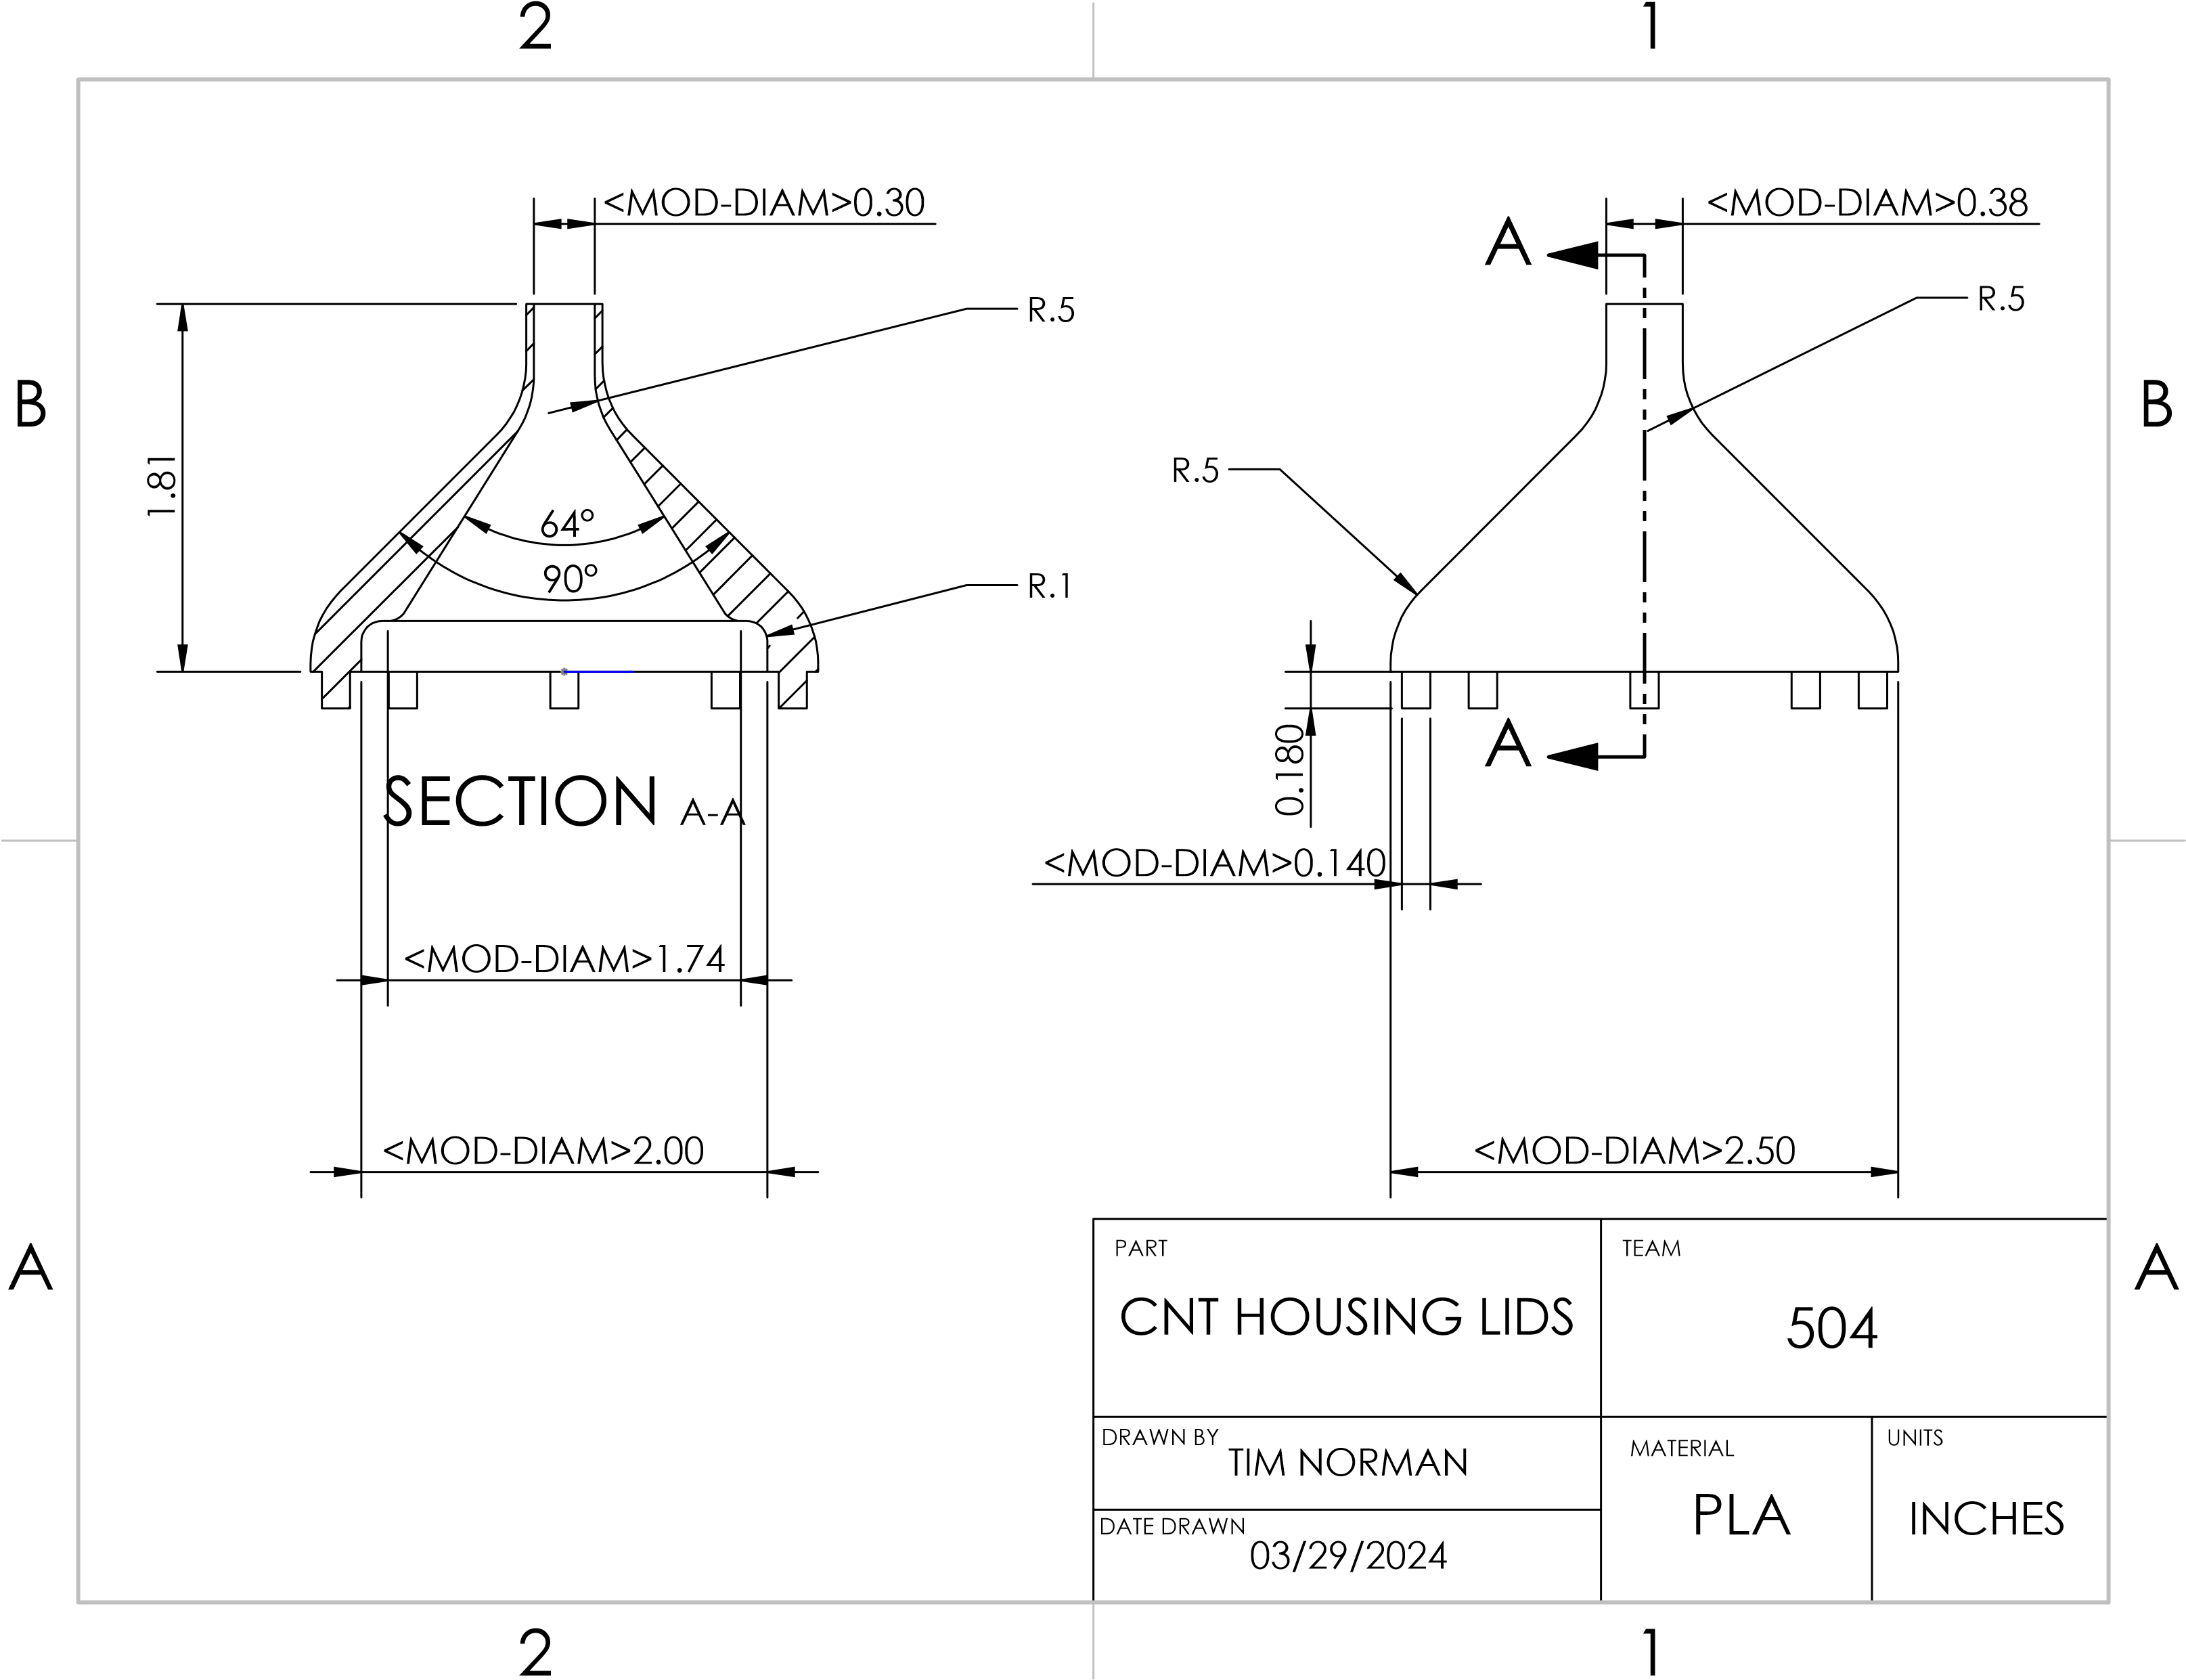 2
1
<MOD-DIAM>0.30
<MOD-DIAM>0.38
A
R.5
R.5
B
B
1.81
R.5
64°
90°
R.1
A
0.180
SECTION A-A
<MOD-DIAM>0.140
<MOD-DIAM>1.74
<MOD-DIAM>2.00
<MOD-DIAM>2.50
A
A
PART
CNT HOUSING LIDS
TEAM
504
DRAWN BY
TIM NORMAN
DATE DRAWN
03/29/2024
MATERIAL
PLA
UNITS
INCHES
2
1